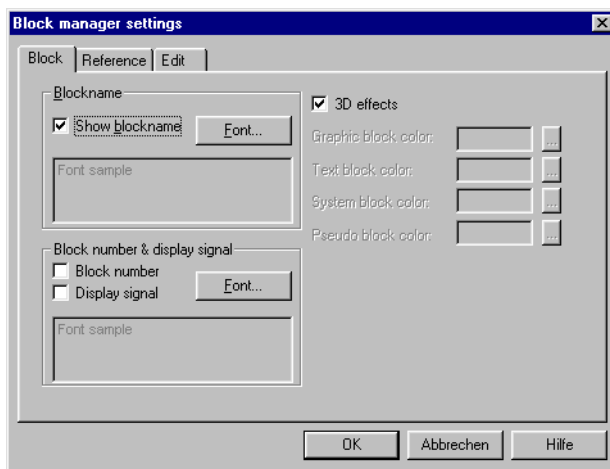 Block manager settings
Block Reference Edit
Blockname
Show blockname Font...
Font sample
Block number & display signal
Block number
Display signal Font...
Font sample
3D effects
Graphic block color: ...
Text block color: ...
System block color: ...
Pseudo block color: ...
OK Abbrechen Hilfe